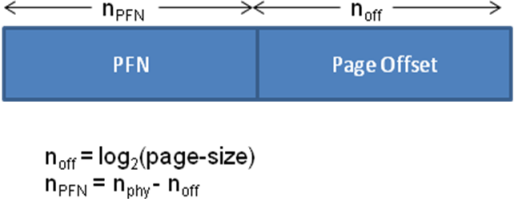 nPFN noff
PFN Page Offset
noff = log2(page-size)
nPFN = nphy - noff